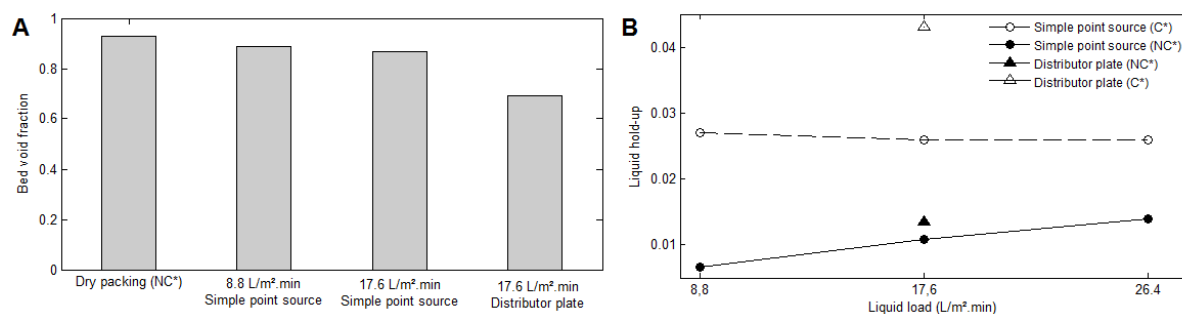 A
Bed void fraction
1
0.8
0.6
0.4
0.2
0
Dry packing (NC*)
8.8 L/m².min
Simple point source
17.6 L/m².min
Simple point source
17.6 L/m².min
Distributor plate
B
Liquid hold-up
0.04
0.03
0.02
0.01
Simple point source (C*)
Simple point source (NC*)
Distributor plate (NC*)
Distributor plate (C*)
8,8
17,6
26.4
Liquid load (L/m².min)